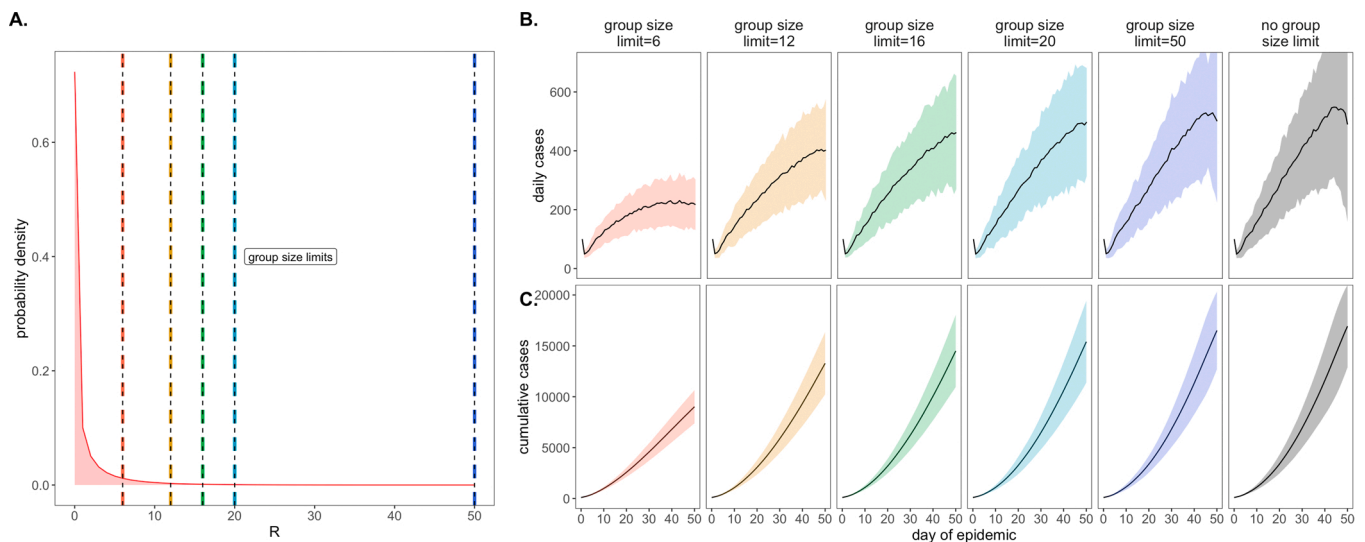 A.
probability density
0.6
0.4
0.2
0.0
group size limits
0 10 20 30 40 50
R
B.
group size
limit=6
group size
limit=12
group size
limit=16
group size
limit=20
group size
limit=50
no group
size limit
daily cases
600
400
200
0
C.
cumulative cases
20000
15000
10000
5000
0
0 10 20 30 40 50
0 10 20 30 40 50
0 10 20 30 40 50
0 10 20 30 40 50
0 10 20 30 40 50
0 10 20 30 40 50
day of epidemic